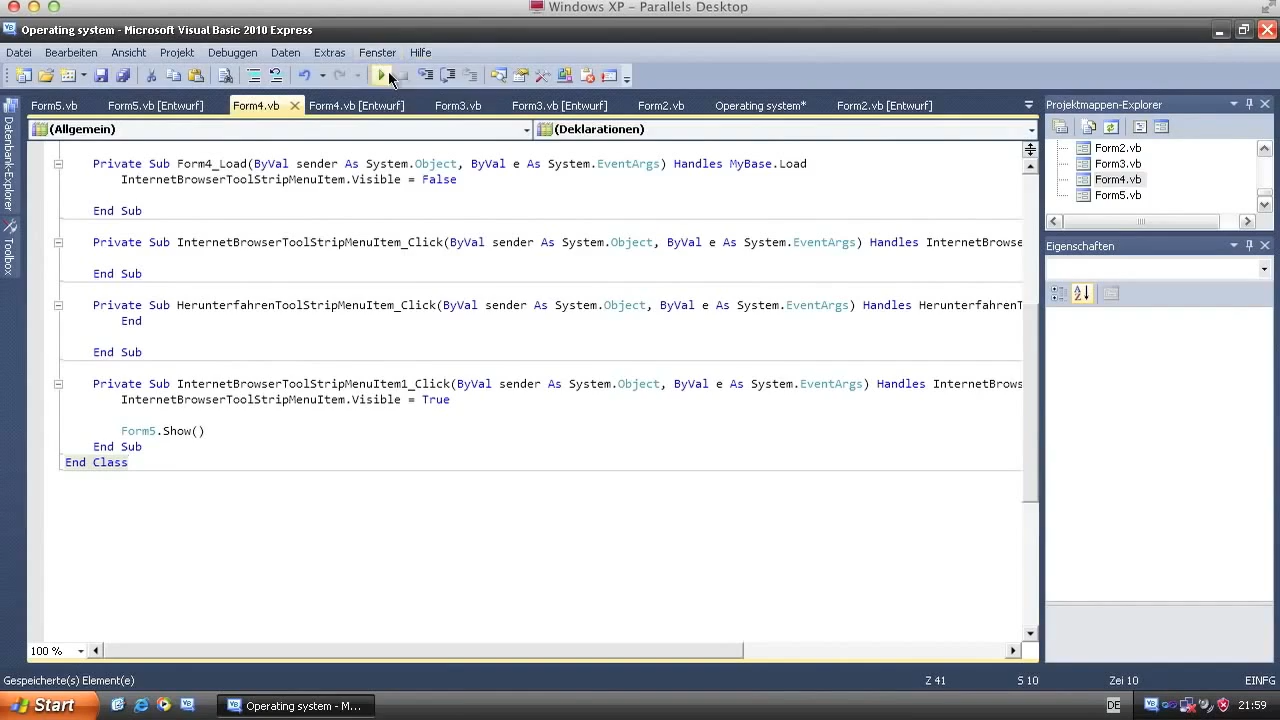 Windows XP – Parallels Desktop
Operating system - Microsoft Visual Basic 2010 Express
Datei Bearbeiten Ansicht Projekt Debuggen Daten Extras Fenster Hilfe
Form5.vb Form5.vb [Entwurf] Form4.vb Form4.vb [Entwurf] Form3.vb Form3.vb [Entwurf] Form2.vb Operating system* Form2.vb [Entwurf]
Projektmappen-Explorer
(Allgemein)
(Deklarationen)
Datenbank-Explorer
Toolbox
Private Sub Form4_Load(ByVal sender As System.Object, ByVal e As System.EventArgs) Handles MyBase.Load
InternetBrowserToolStripMenuItem.Visible = False
End Sub
Private Sub InternetBrowserToolStripMenuItem_Click(ByVal sender As System.Object, ByVal e As System.EventArgs) Handles InternetBrowse
End Sub
Private Sub HerunterfahrenToolStripMenuItem_Click(ByVal sender As System.Object, ByVal e As System.EventArgs) Handles HerunterfahrenT
End
End Sub
Private Sub InternetBrowserToolStripMenuItem1_Click(ByVal sender As System.Object, ByVal e As System.EventArgs) Handles InternetBrows
InternetBrowserToolStripMenuItem.Visible = True
Form5.Show()
End Sub
End Class
Form2.vb
Form3.vb
Form4.vb
Form5.vb
Eigenschaften
100 %
Gespeicherte(s) Element(e)
Z 41 S 10 Zei 10 EINFG
Start
Operating system - M...
DE
21:59